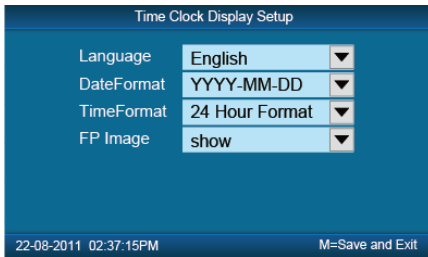 Time Clock Display Setup
Language English
DateFormat YYYY-MM-DD
TimeFormat 24 Hour Format
FP Image show
22-08-2011 02:37:15PM M=Save and Exit